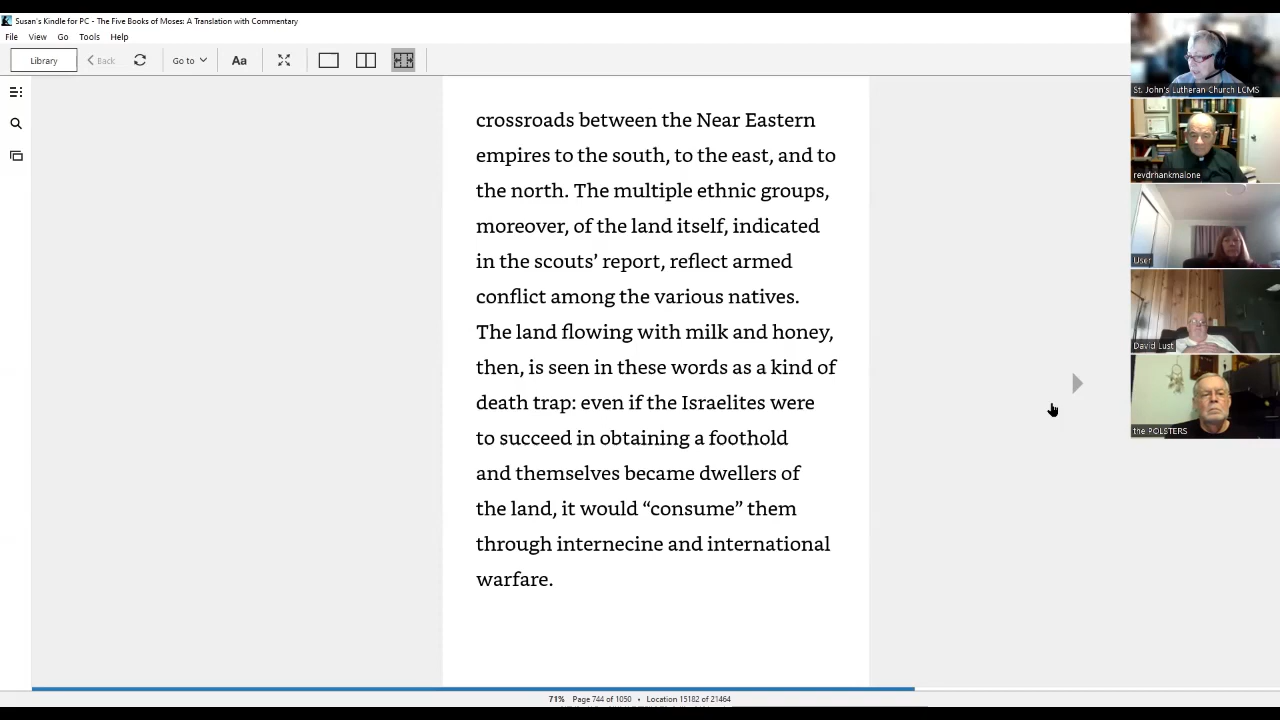 Susan's Kindle for PC - The Five Books of Moses: A Translation with Commentary
File View Go Tools Help
Library Back Go to Aa
crossroads between the Near Eastern
empires to the south, to the east, and to
the north. The multiple ethnic groups,
moreover, of the land itself, indicated
in the scouts’ report, reflect armed
conflict among the various natives.
The land flowing with milk and honey,
then, is seen in these words as a kind of
death trap: even if the Israelites were
to succeed in obtaining a foothold
and themselves became dwellers of
the land, it would “consume” them
through internecine and international
warfare.
71% Page 744 of 1050 • Location 15182 of 21464
St. John's Lutheran Church LCMS
revdrhankmalone
User
David Lust
the POLSTERS